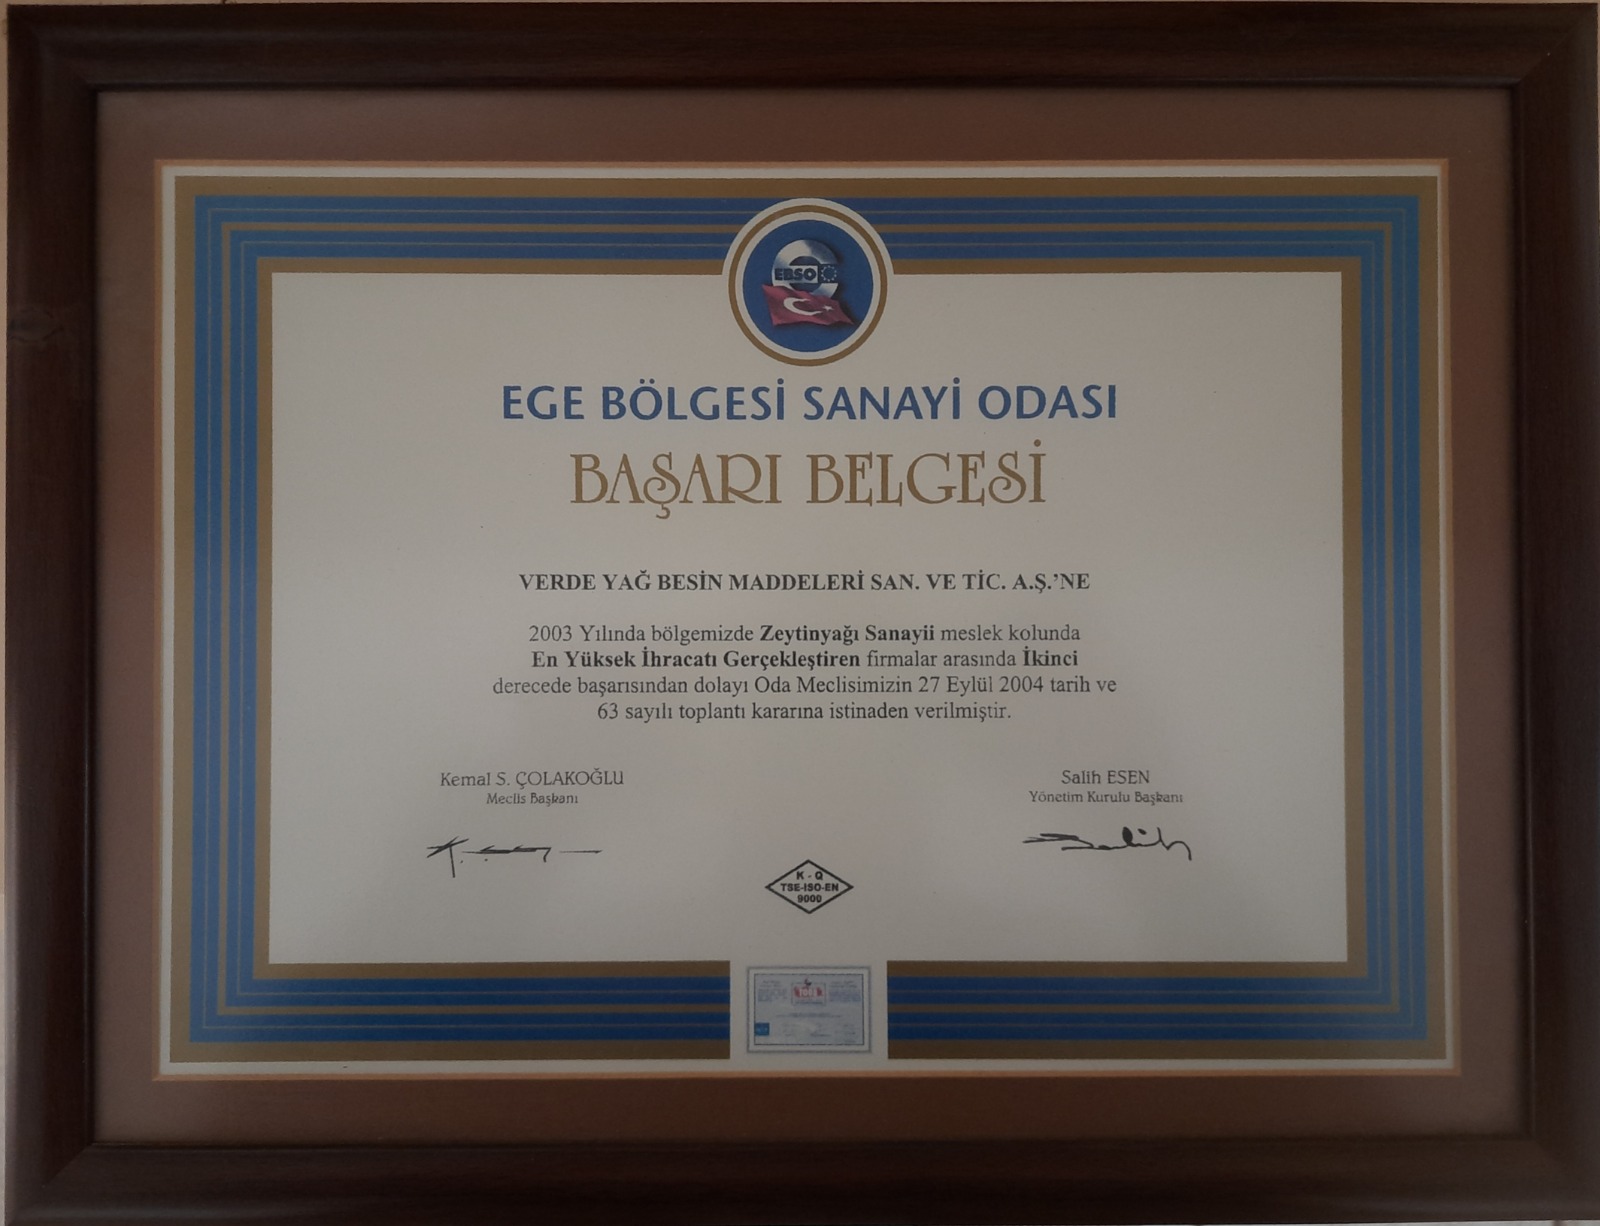 EBSO
EGE BÖLGESİ SANAYİ ODASI
BAŞARI BELGESİ
VERDE YAĞ BESİN MADDELERİ SAN. VE TİC. A.Ş.'NE
2003 Yılında bölgemizde Zeytinyağı Sanayii meslek kolunda
En Yüksek İhracatı Gerçekleştiren firmalar arasında İkinci
derecede başarısından dolayı Oda Meclisimizin 27 Eylül 2004 tarih ve
63 sayılı toplantı kararına istinaden verilmiştir.
Kemal S. ÇOLAKOĞLU
Meclis Başkanı
Salih ESEN
Yönetim Kurulu Başkanı
K - Q
TSE-ISO-EN
9000